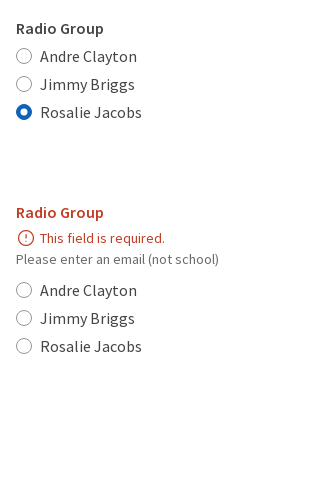 Radio Group
Andre Clayton
Jimmy Briggs
Rosalie Jacobs
Radio Group
This field is required.
Please enter an email (not school)
Andre Clayton
Jimmy Briggs
Rosalie Jacobs